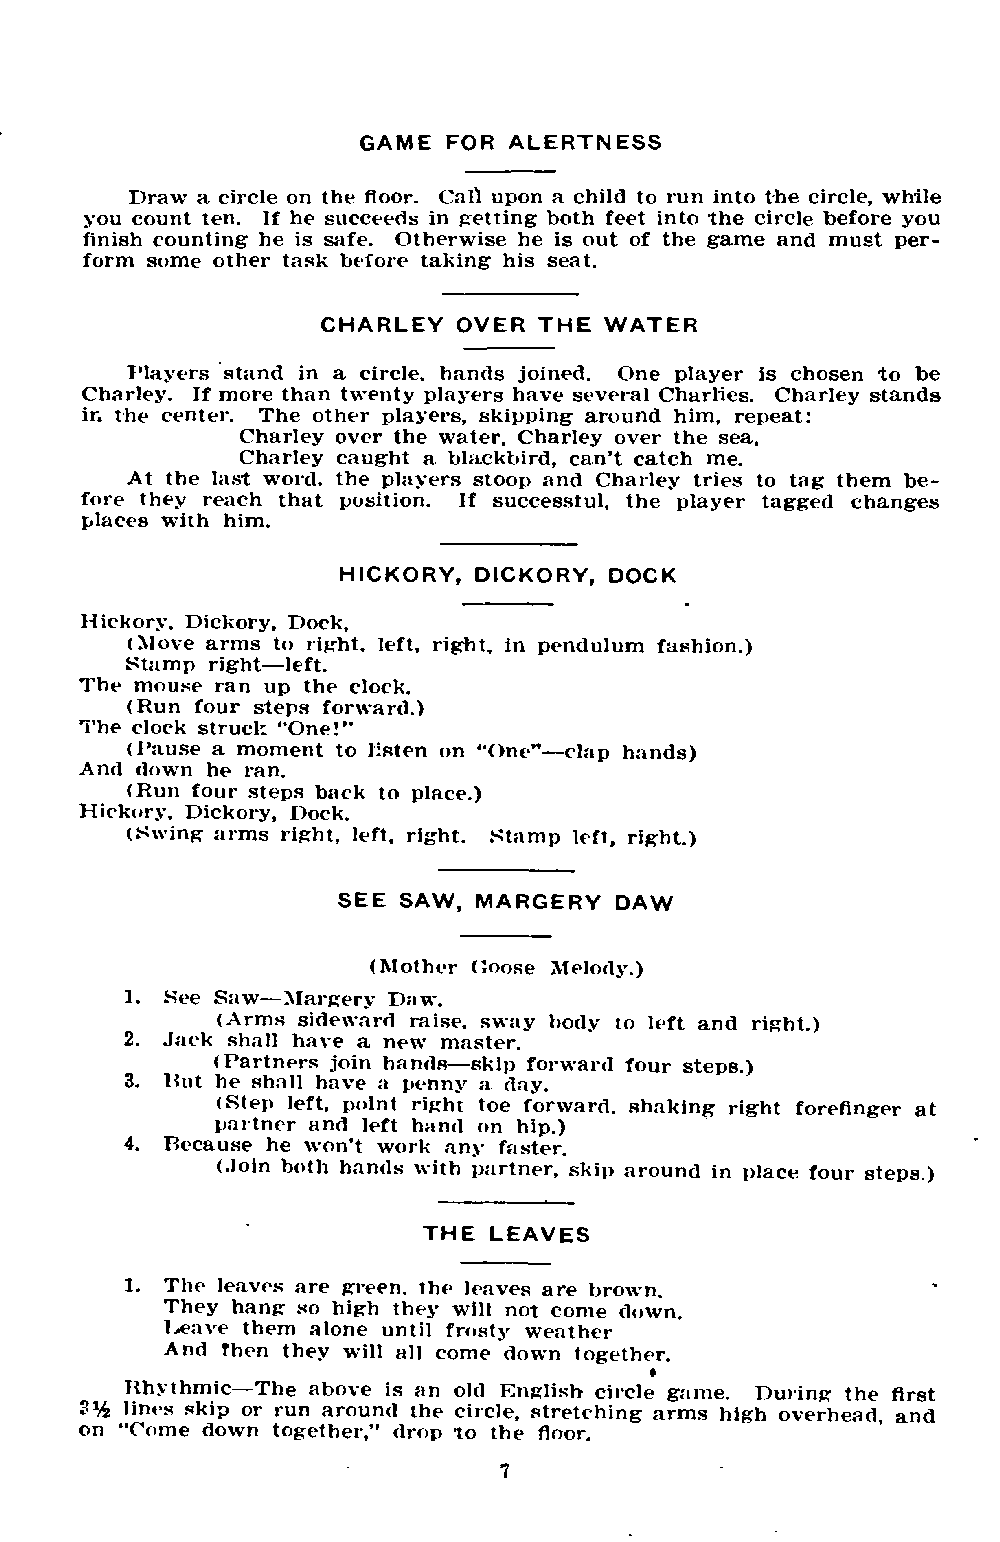 GAME FOR ALERTNESS
Draw a circle on the floor. Call upon a child to run into the circle, while
you count ten. If he succeeds in getting both feet into the circle before you
finish counting he is safe. Otherwise he is out of the game and must per-
form some other task before taking his seat.
CHARLEY OVER THE WATER
Players stand in a circle, hands joined. One player is chosen to be
Charley. If more than twenty players have several Charlies. Charley stands
in the center. The other players, skipping around him, repeat:
Charley over the water, Charley over the sea,
Charley caught a blackbird, can't catch me.
At the last word, the players stoop and Charley tries to tag them be-
fore they reach that position. If successful, the player tagged changes
places with him.
HICKORY, DICKORY, DOCK
Hickory, Dickory, Dock,
(Move arms to right, left, right, in pendulum fashion.)
Stamp right—left.
The mouse ran up the clock.
(Run four steps forward.)
The clock struck "One!"
(Pause a moment to listen on "One"—clap hands)
And down he ran.
(Run four steps back to place.)
Hickory, Dickory, Dock.
(Swing arms right, left, right. Stamp left, right.)
SEE SAW, MARGERY DAW
(Mother Goose Melody.)
1. See Saw—Margery Daw.
(Arms sideward raise, sway body to left and right.)
2. Jack shall have a new master.
(Partners join hands—skip forward four steps.)
3. But he shall have a penny a day.
(Step left, point right toe forward, shaking right forefinger at
partner and left hand on hip.)
4. Because he won't work any faster.
(Join both hands with partner, skip around in place four steps.)
THE LEAVES
1. The leaves are green, the leaves are brown,
They hang so high they will not come down,
Leave them alone until frosty weather
And then they will all come down together.
Rhythmic—The above is an old English circle game. During the first
3½ lines skip or run around the circle, stretching arms high overhead, and
on "Come down together," drop to the floor.
7